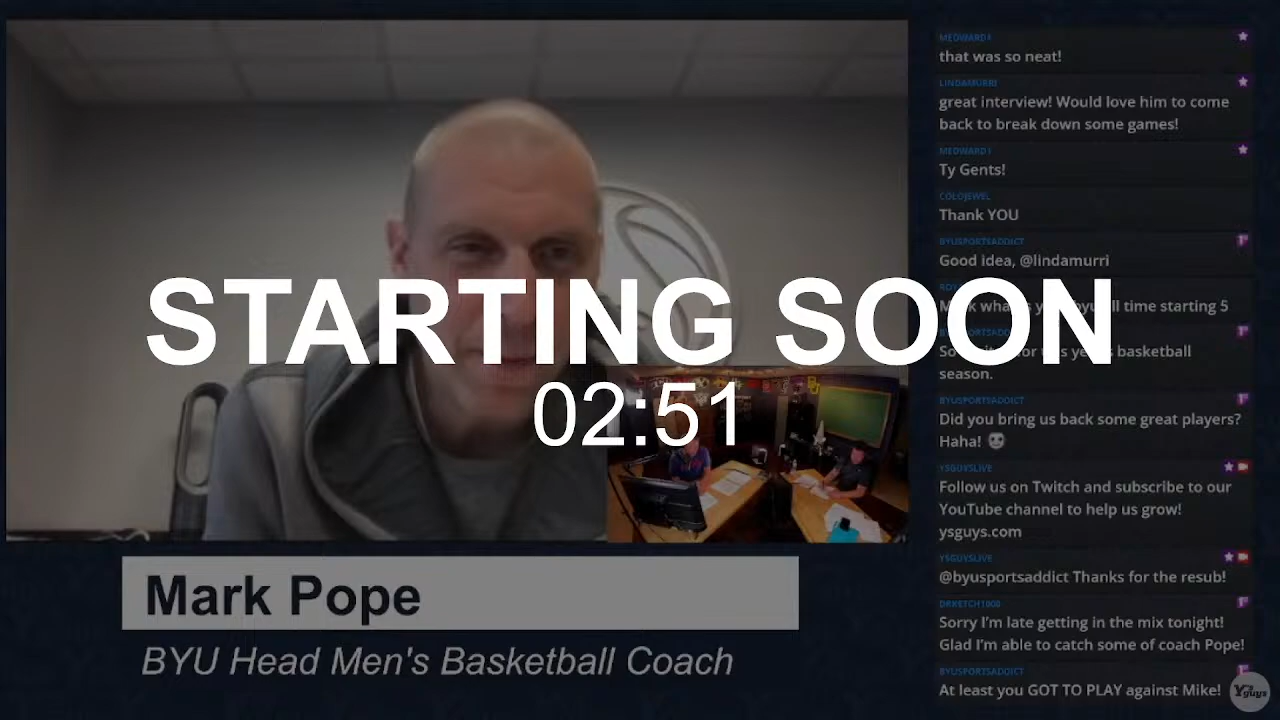 STARTING SOON
02:51
Mark Pope
BYU Head Men's Basketball Coach
MEDWARD1
that was so neat!
LINDAMURRI
great interview! Would love him to come
back to break down some games!
MEDWARD1
Ty Gents!
COLOJEWEL
Thank YOU
BYUSPORTSADDICT
Good idea, @lindamurri
all time starting 5
basketball
season.
BYUSPORTSADDICT
Did you bring us back some great players?
Haha!
YSGUYSLIVE
Follow us on Twitch and subscribe to our
YouTube channel to help us grow!
ysguys.com
YSGUYSLIVE
@byusportsaddict Thanks for the resub!
DRKETCH1000
Sorry I'm late getting in the mix tonight!
Glad I'm able to catch some of coach Pope!
BYUSPORTSADDICT
At least you GOT TO PLAY against Mike!
Y's guys